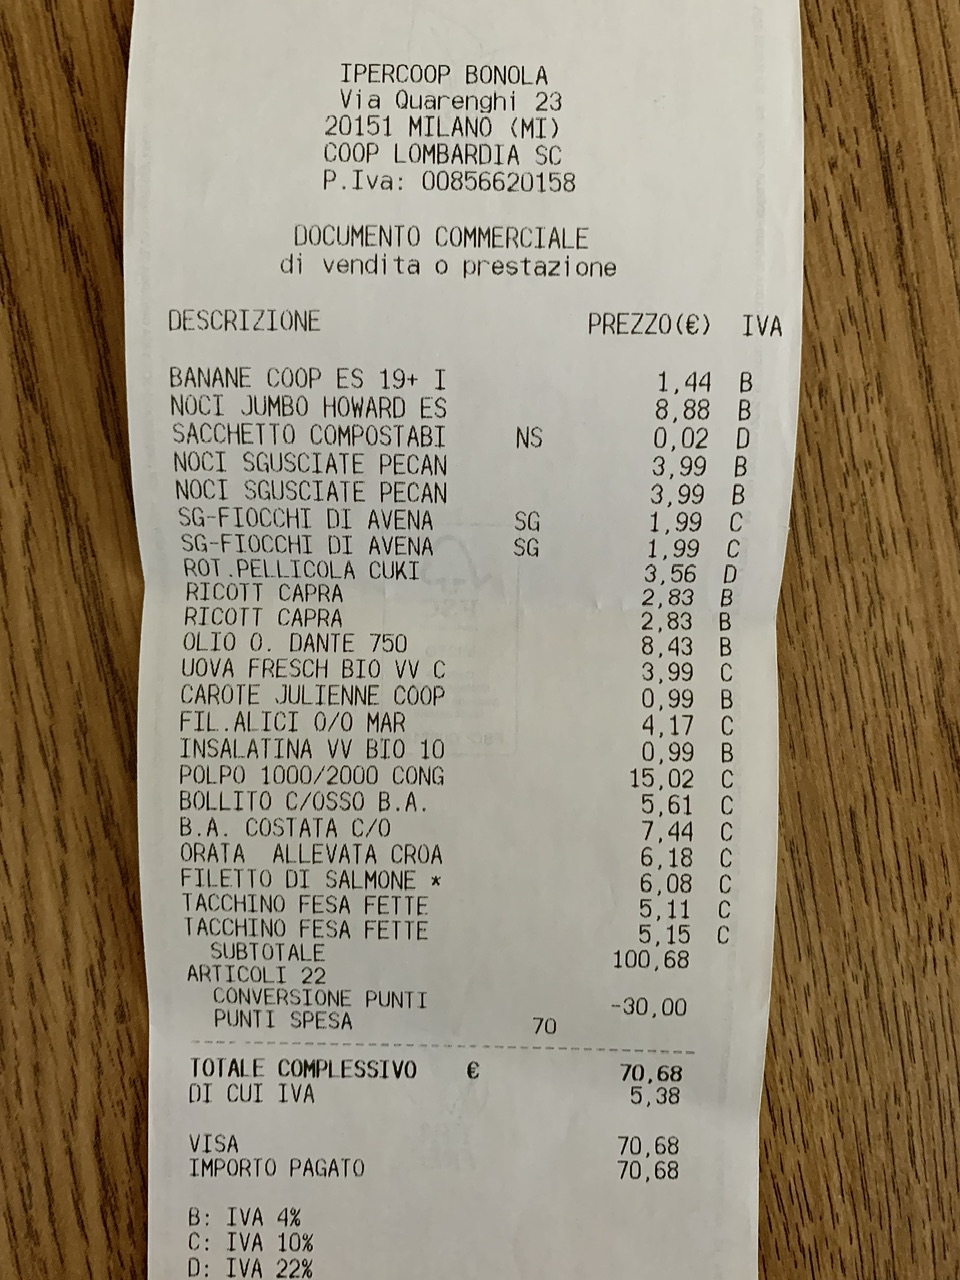 IPERCOOP BONOLA
Via Quarenghi 23
20151 MILANO (MI)
COOP LOMBARDIA SC
P.Iva: 00856620158
DOCUMENTO COMMERCIALE
di vendita o prestazione
DESCRIZIONE PREZZO(€) IVA
BANANE COOP ES 19+ I 1,44 B
NOCI JUMBO HOWARD ES 8,88 B
SACCHETTO COMPOSTABI NS 0,02 D
NOCI SGUSCIATE PECAN 3,99 B
NOCI SGUSCIATE PECAN 3,99 B
SG-FIOCCHI DI AVENA SG 1,99 C
SG-FIOCCHI DI AVENA SG 1,99 C
ROT.PELLICOLA CUKI 3,56 D
RICOTT CAPRA 2,83 B
RICOTT CAPRA 2,83 B
OLIO O. DANTE 750 8,43 B
UOVA FRESCH BIO VV C 3,99 C
CAROTE JULIENNE COOP 0,99 B
FIL.ALICI O/O MAR 4,17 C
INSALATINA VV BIO 10 0,99 B
POLPO 1000/2000 CONG 15,02 C
BOLLITO C/OSSO B.A. 5,61 C
B.A. COSTATA C/O 7,44 C
ORATA ALLEVATA CROA 6,18 C
FILETTO DI SALMONE * 6,08 C
TACCHINO FESA FETTE 5,11 C
TACCHINO FESA FETTE 5,15 C
SUBTOTALE 100,68
ARTICOLI 22
CONVERSIONE PUNTI -30,00
PUNTI SPESA 70
TOTALE COMPLESSIVO € 70,68
DI CUI IVA 5,38
VISA 70,68
IMPORTO PAGATO 70,68
B: IVA 4%
C: IVA 10%
D: IVA 22%